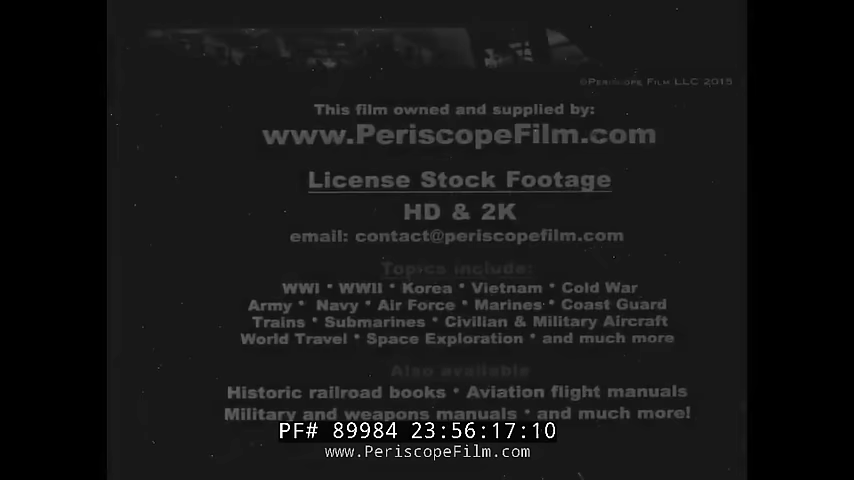 ©Periscope Film LLC 2015
This film owned and supplied by:
www.PeriscopeFilm.com
License Stock Footage
HD & 2K
email: contact@periscopefilm.com
Topics include:
WWI * WWII * Korea * Vietnam * Cold War
Army * Navy * Air Force * Marines * Coast Guard
Trains * Submarines * Civilian & Military Aircraft
World Travel * Space Exploration * and much more
Also available
Historic railroad books * Aviation flight manuals
Military and weapons manuals * and much more!
PF# 89984 23:56:17:10
www.PeriscopeFilm.com